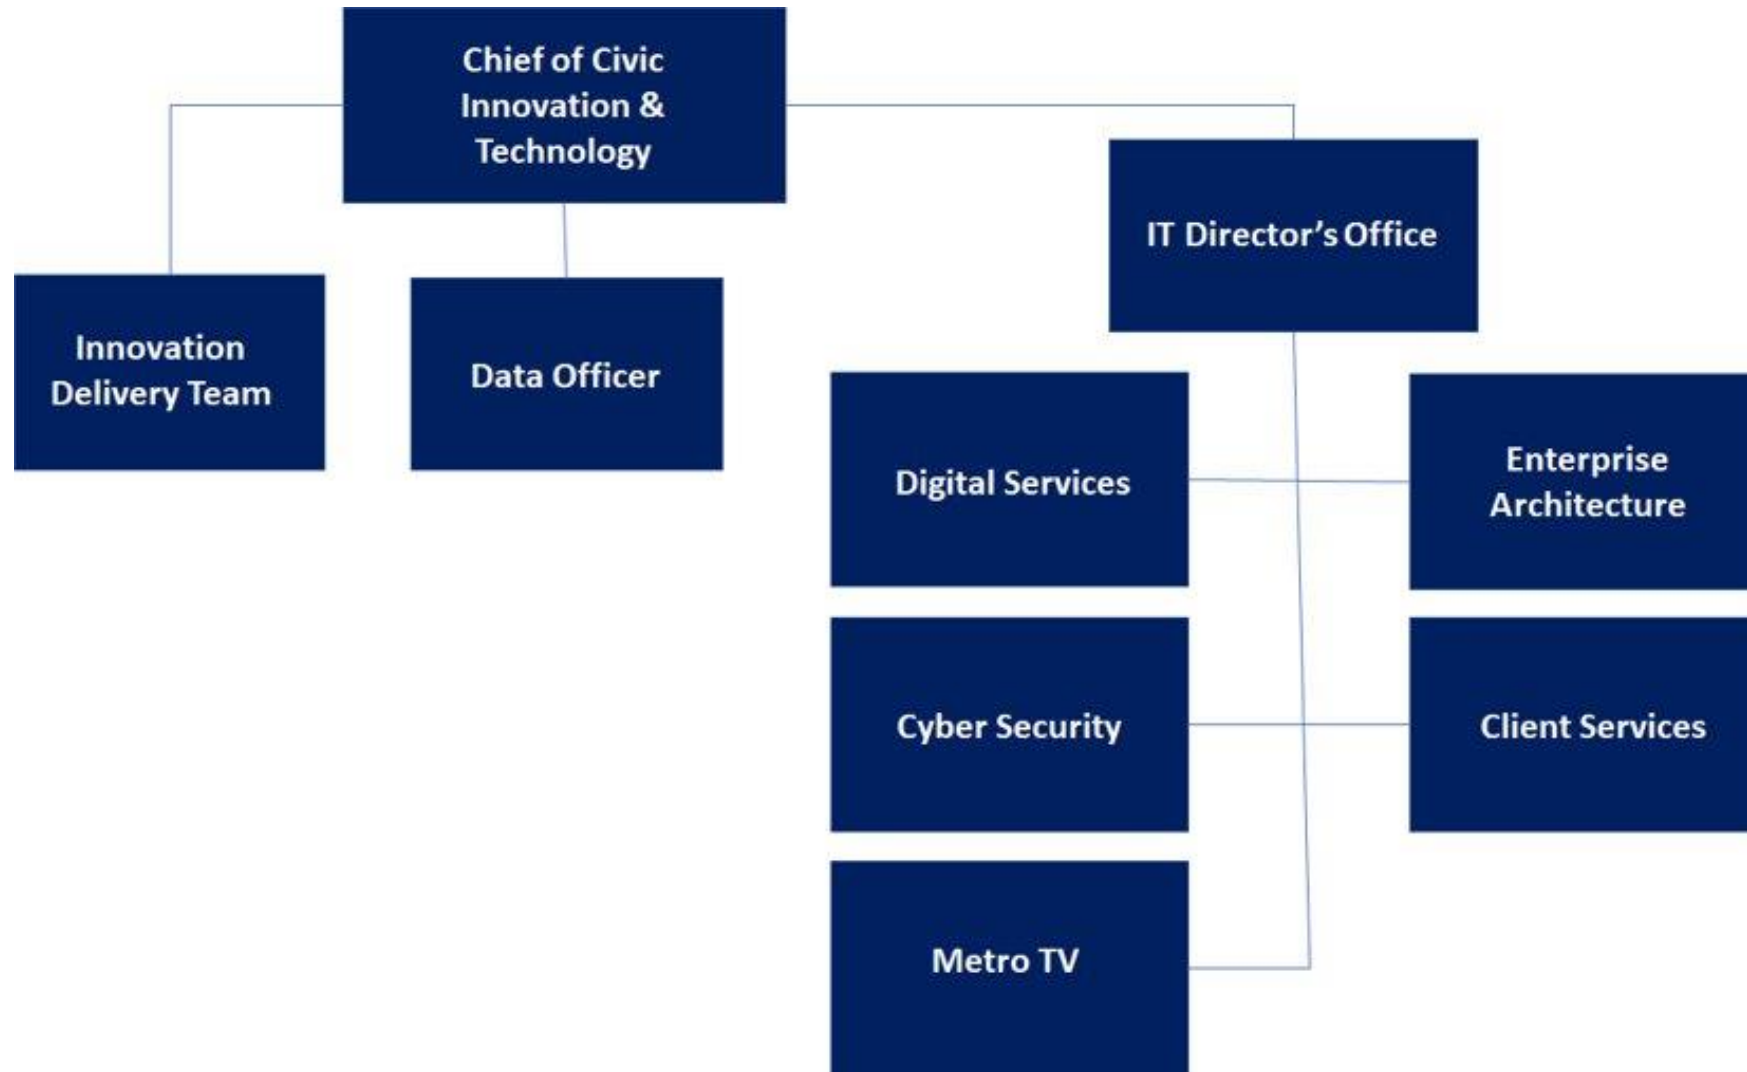 Chief of Civic
Innovation &
Technology
IT Director's Office
Innovation
Delivery Team
Data Officer
Digital Services
Enterprise
Architecture
Cyber Security
Client Services
Metro TV